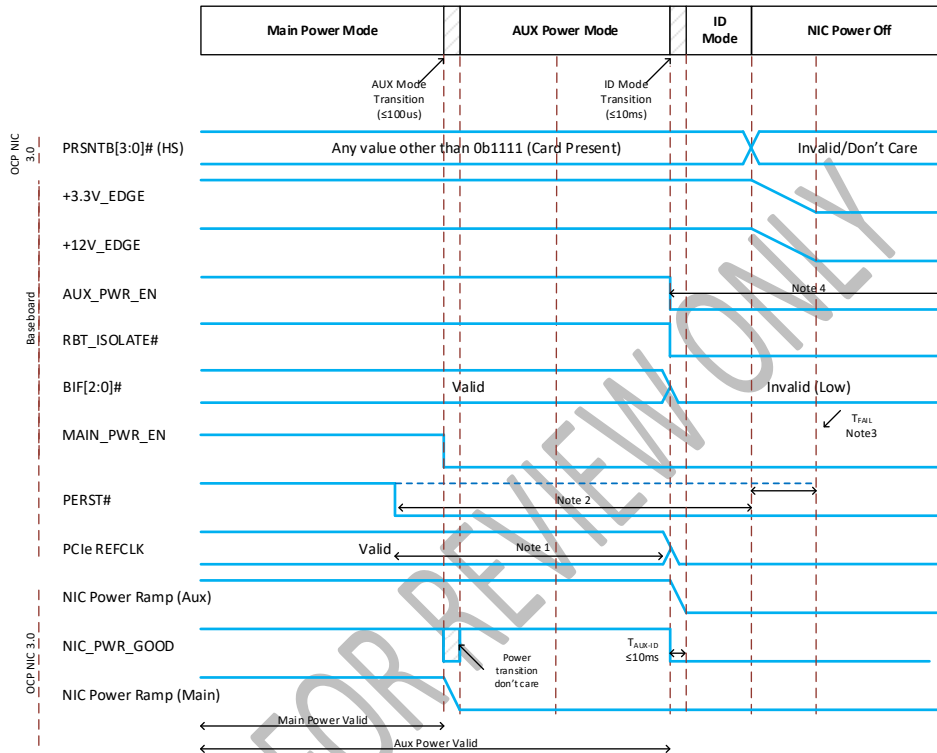 Main Power Mode
AUX Power Mode
ID
Mode
NIC Power Off
AUX Mode
Transition
(≤100us)
ID Mode
Transition
(≤10ms)
OCP NIC
3.0
PRSNTB[3:0]# (HS)
Any value other than 0b1111 (Card Present)
Invalid/Don't Care
+3.3V_EDGE
+12V_EDGE
Baseboard
AUX_PWR_EN
Note 4
RBT_ISOLATE#
BIF[2:0]#
Valid
Invalid (Low)
MAIN_PWR_EN
TFAIL
Note3
PERST#
Note 2
PCIe REFCLK
Valid
Note 1
NIC Power Ramp (Aux)
OCP NIC 3.0
NIC_PWR_GOOD
Power
transition
don't care
TAUX-ID
≤10ms
NIC Power Ramp (Main)
Main Power Valid
Aux Power Valid
FOR REVIEW ONLY